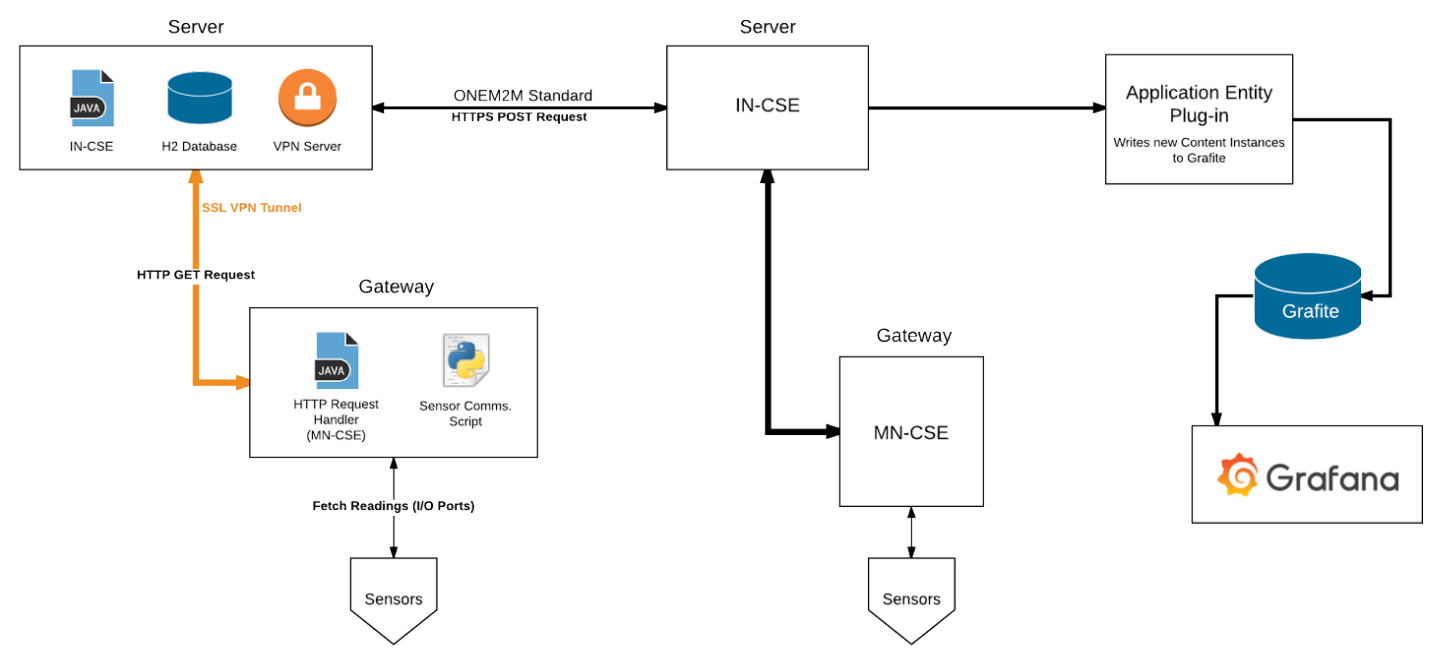 Server
JAVA
IN-CSE
H2 Database
VPN Server
ONEM2M Standard
HTTPS POST Request
Server
IN-CSE
Application Entity
Plug-in
Writes new Content Instances
to Grafite
SSL VPN Tunnel
HTTP GET Request
Gateway
JAVA
HTTP Request
Handler
(MN-CSE)
Sensor Comms.
Script
Fetch Readings (I/O Ports)
Sensors
Gateway
MN-CSE
Sensors
Grafite
Grafana